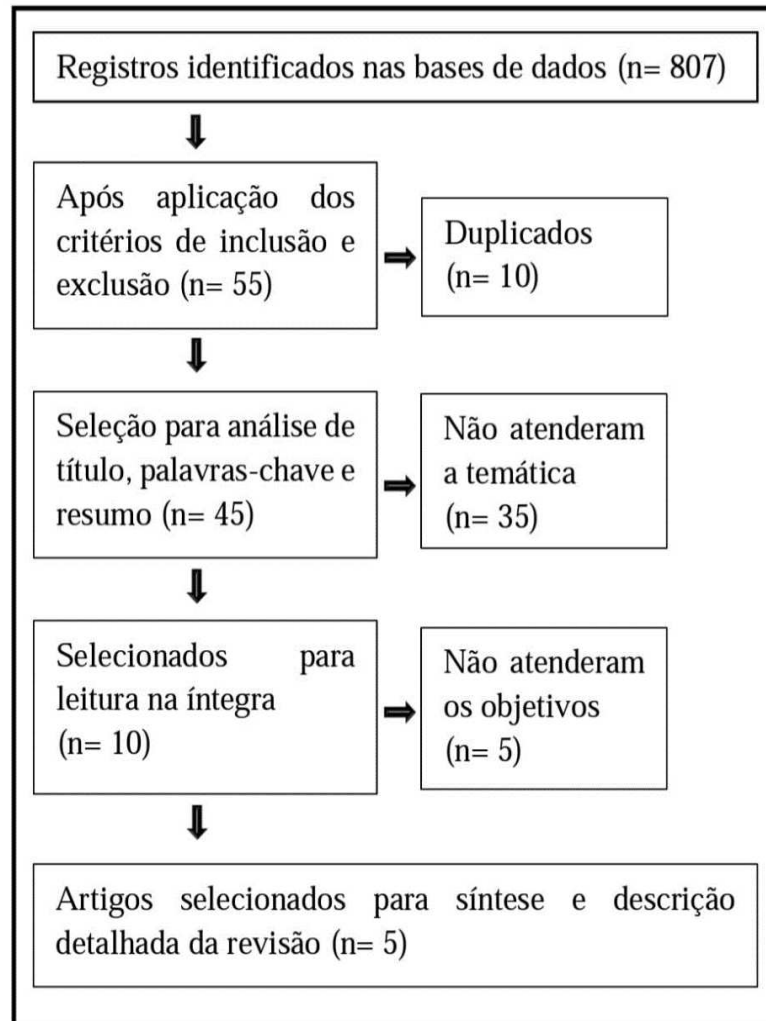 Registros identificados nas bases de dados (n= 807)
Após aplicação dos
critérios de inclusão e
exclusão (n= 55)
Duplicados
(n= 10)
Seleção para análise de
título, palavras-chave e
resumo (n= 45)
Não atenderam
a temática
(n= 35)
Selecionados para
leitura na íntegra
(n= 10)
Não atenderam
os objetivos
(n= 5)
Artigos selecionados para síntese e descrição
detalhada da revisão (n= 5)